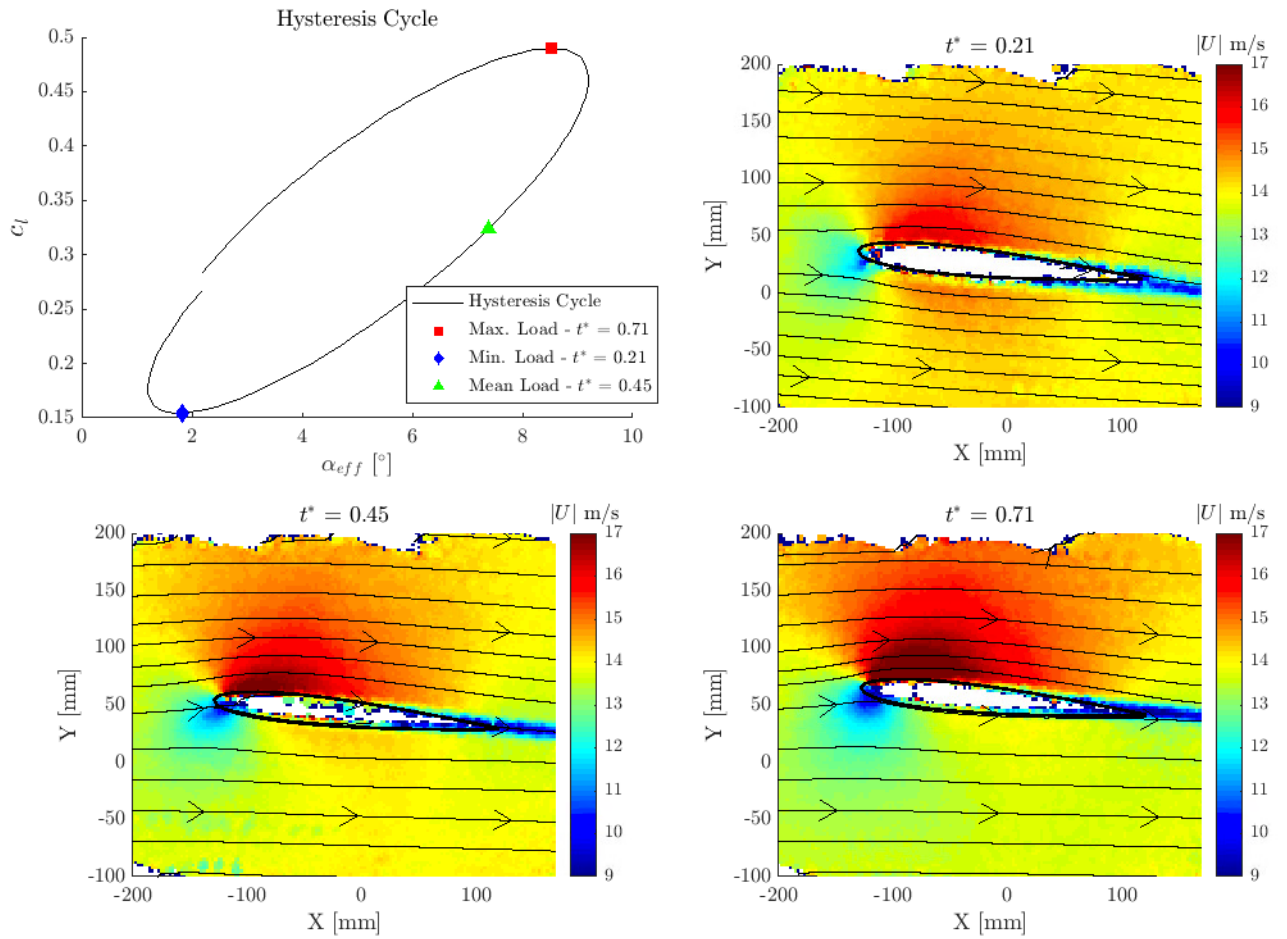 Hysteresis Cycle
0.5
0.45
0.4
0.35
0.3
0.25
0.2
0.15
c_l
0 2 4 6 8 10
α_eff [°]
Hysteresis Cycle
Max. Load - t* = 0.71
Min. Load - t* = 0.21
Mean Load - t* = 0.45
t* = 0.21
|U| m/s
200
150
100
50
0
-50
-100
Y [mm]
-200 -100 0 100
X [mm]
17
16
15
14
13
12
11
10
9
t* = 0.45
|U| m/s
200
150
100
50
0
-50
-100
Y [mm]
-200 -100 0 100
X [mm]
17
16
15
14
13
12
11
10
9
t* = 0.71
|U| m/s
200
150
100
50
0
-50
-100
Y [mm]
-200 -100 0 100
X [mm]
17
16
15
14
13
12
11
10
9